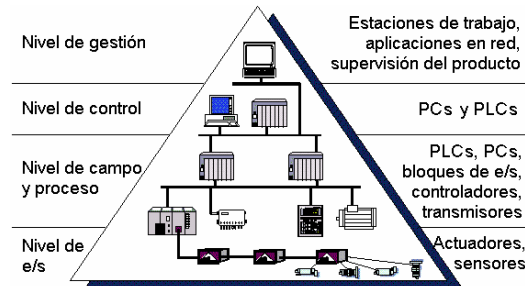 Nivel de gestión
Estaciones de trabajo,
aplicaciones en red,
supervisión del producto
Nivel de control
PCs y PLCs
Nivel de campo
y proceso
PLCs, PCs,
bloques de e/s,
controladores,
transmisores
Nivel de
e/s
Actuadores,
sensores